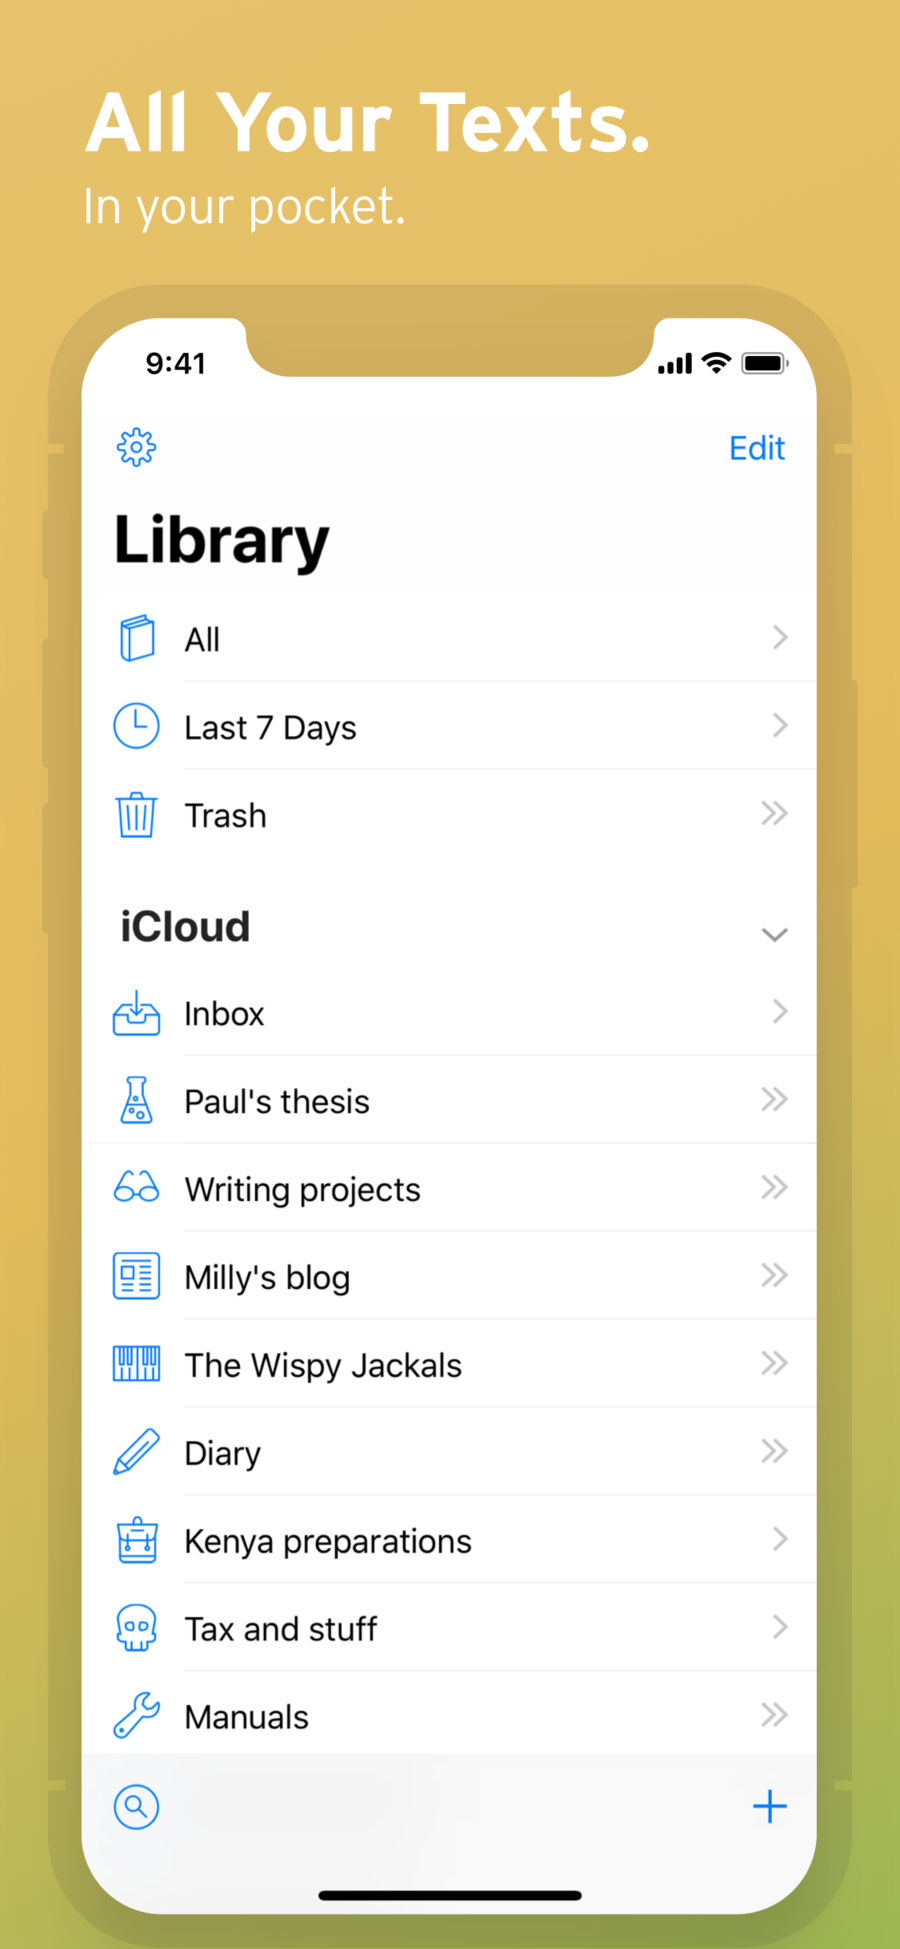 All Your Texts.
In your pocket.
9:41
Edit
Library
All
Last 7 Days
Trash
iCloud
Inbox
Paul's thesis
Writing projects
Milly's blog
The Wispy Jackals
Diary
Kenya preparations
Tax and stuff
Manuals